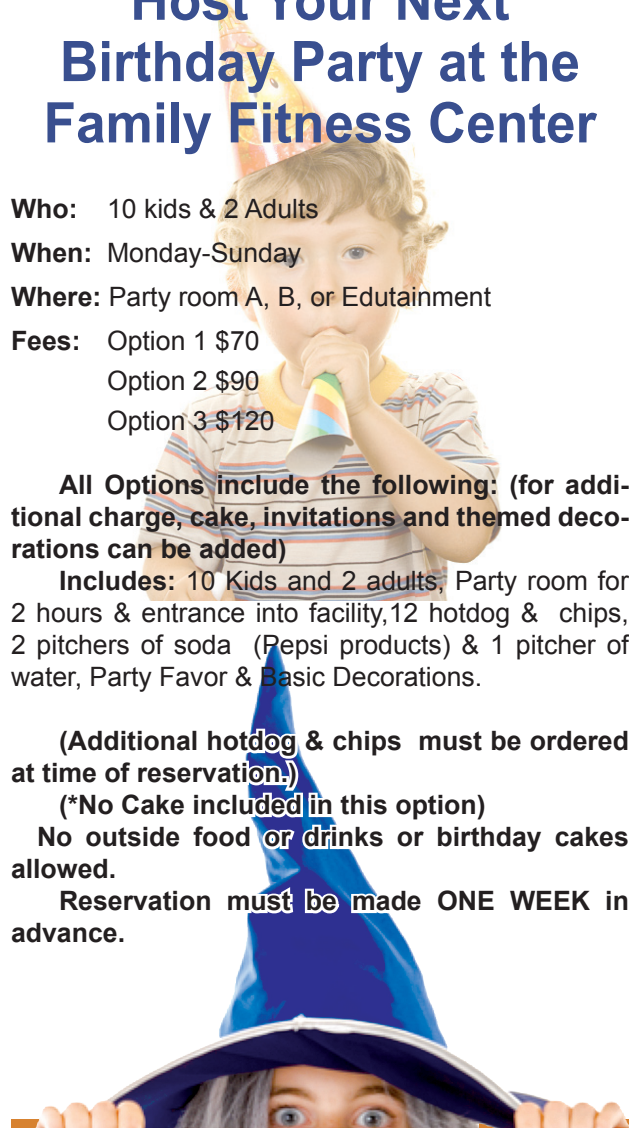 Host Your Next
Birthday Party at the
Family Fitness Center
Who: 10 kids & 2 Adults
When: Monday-Sunday
Where: Party room A, B, or Edutainment
Fees: Option 1 $70
Option 2 $90
Option 3 $120
All Options include the following: (for addi-
tional charge, cake, invitations and themed deco-
rations can be added)
Includes: 10 Kids and 2 adults, Party room for
2 hours & entrance into facility,12 hotdog & chips,
2 pitchers of soda (Pepsi products) & 1 pitcher of
water, Party Favor & Basic Decorations.
(Additional hotdog & chips must be ordered
at time of reservation.)
(*No Cake included in this option)
No outside food or drinks or birthday cakes
allowed.
Reservation must be made ONE WEEK in
advance.